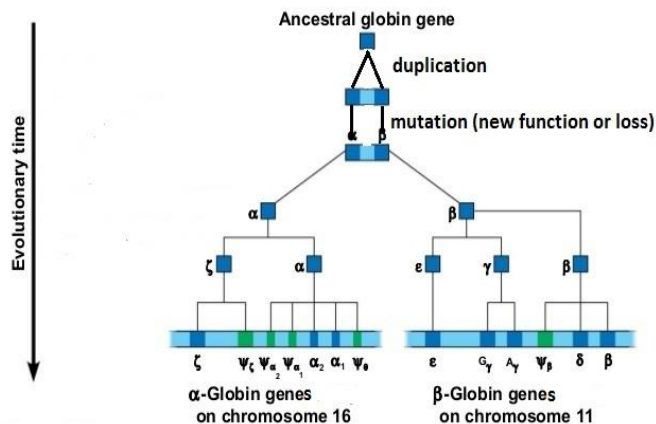 Ancestral globin gene
duplication
mutation (new function or loss)
α β
Evolutionary time
α β
ζ α ε γ β
ζ ψζ ψα2 ψα1 α2 α1 ψθ ε Gγ Aγ ψβ δ β
α-Globin genes
on chromosome 16
β-Globin genes
on chromosome 11